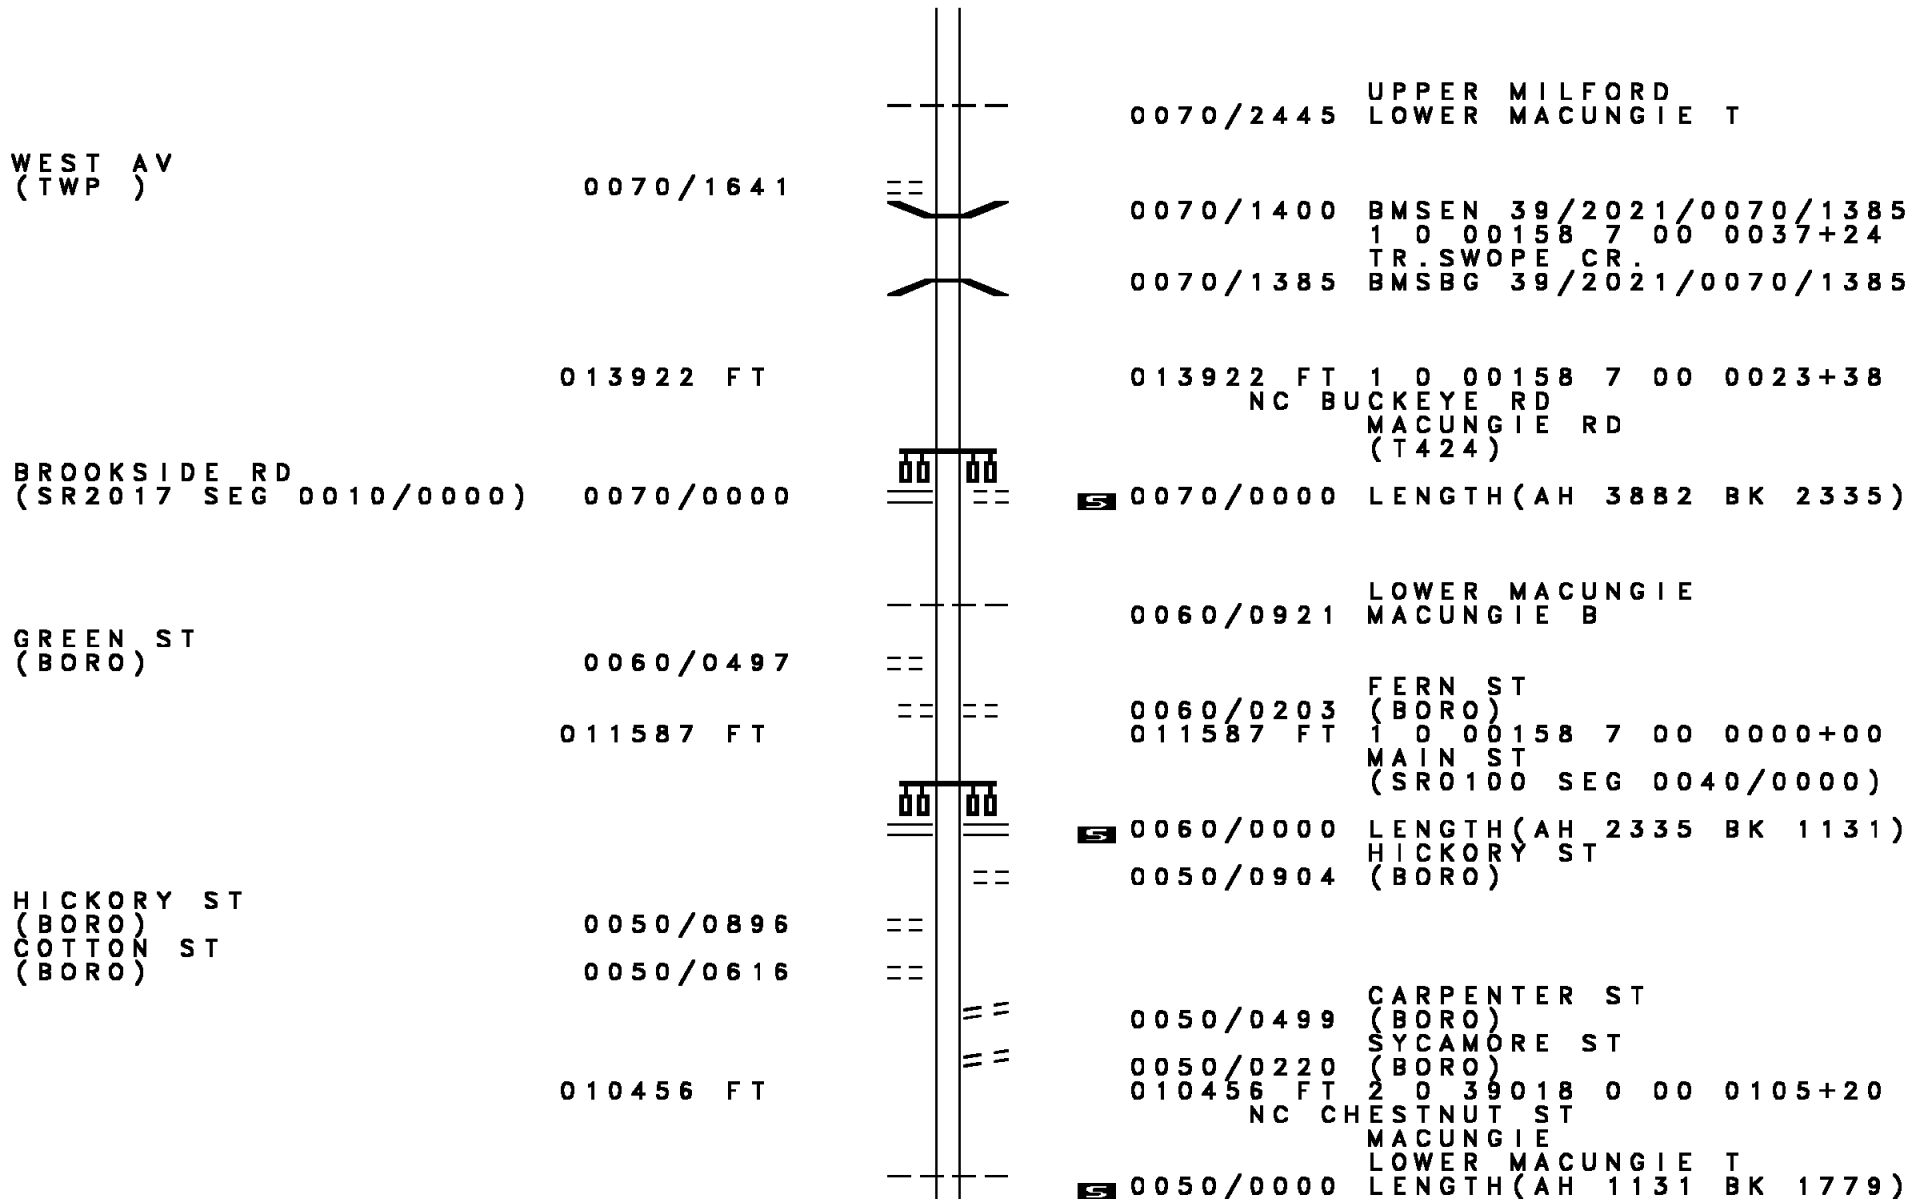 UPPER MILFORD
0070/2445 LOWER MACUNGIE T
WEST AV
(TWP ) 0070/1641
0070/1400 BMSEN 39/2021/0070/1385
1 0 00158 7 00 0037+24
TR.SWOPE CR.
0070/1385 BMSBG 39/2021/0070/1385
013922 FT 013922 FT 1 0 00158 7 00 0023+38
NC BUCKEYE RD
MACUNGIE RD
(T424)
BROOKSIDE RD
(SR2017 SEG 0010/0000) 0070/0000 S 0070/0000 LENGTH(AH 3882 BK 2335)
LOWER MACUNGIE
0060/0921 MACUNGIE B
GREEN ST
(BORO) 0060/0497
FERN ST
0060/0203 (BORO)
011587 FT 011587 FT 1 0 00158 7 00 0000+00
MAIN ST
(SR0100 SEG 0040/0000)
S 0060/0000 LENGTH(AH 2335 BK 1131)
HICKORY ST
0050/0904 (BORO)
HICKORY ST
(BORO) 0050/0896
COTTON ST
(BORO) 0050/0616
CARPENTER ST
0050/0499 (BORO)
SYCAMORE ST
0050/0220 (BORO)
010456 FT 010456 FT 2 0 39018 0 00 0105+20
NC CHESTNUT ST
MACUNGIE
LOWER MACUNGIE T
S 0050/0000 LENGTH(AH 1131 BK 1779)